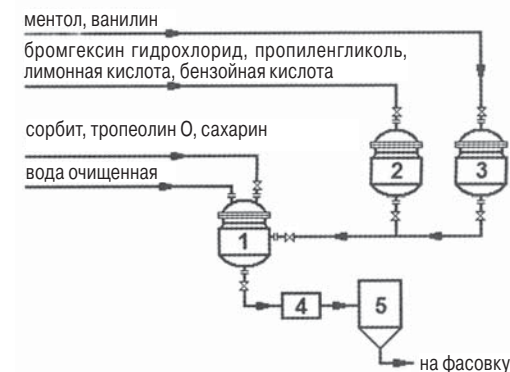 ментол, ванилин
бромгексин гидрохлорид, пропиленгликоль,
лимонная кислота, бензойная кислота
сорбит, тропеолин О, сахарин
вода очищенная
1
2
3
4
5
на фасовку